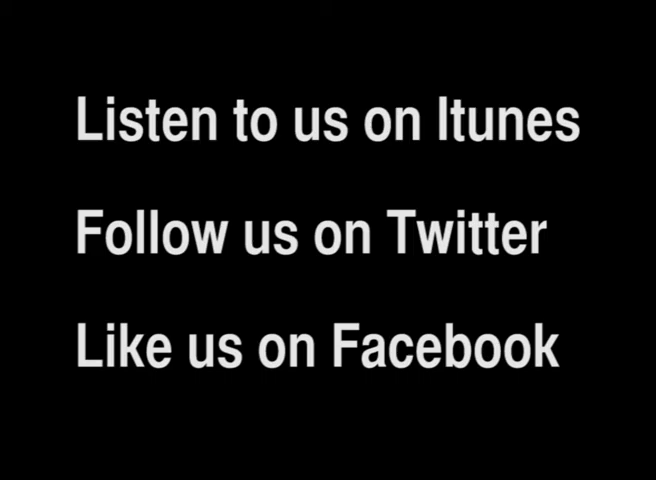 Listen to us on Itunes
Follow us on Twitter
Like us on Facebook